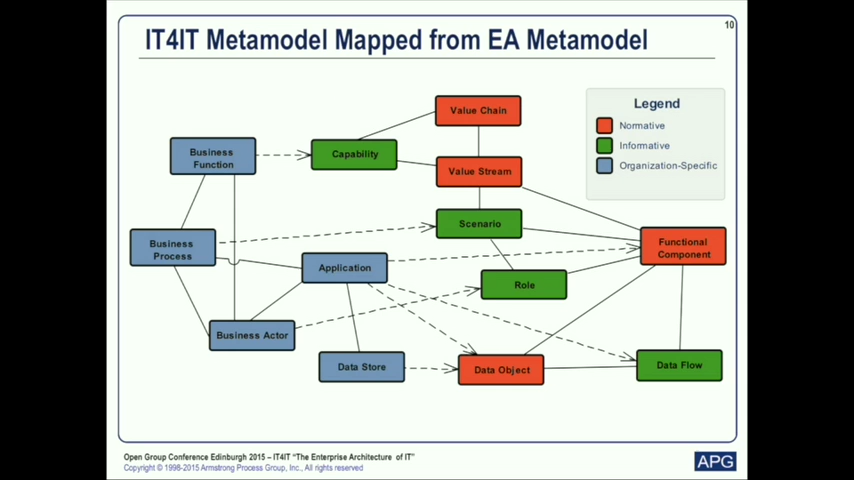 10
IT4IT Metamodel Mapped from EA Metamodel
Legend
Normative
Informative
Organization-Specific
Value Chain
Business
Function
Capability
Value Stream
Scenario
Business
Process
Functional
Component
Application
Role
Business Actor
Data Store
Data Object
Data Flow
Open Group Conference Edinburgh 2015 – IT4IT "The Enterprise Architecture of IT"
Copyright © 1998-2015 Armstrong Process Group, Inc., All rights reserved
APG